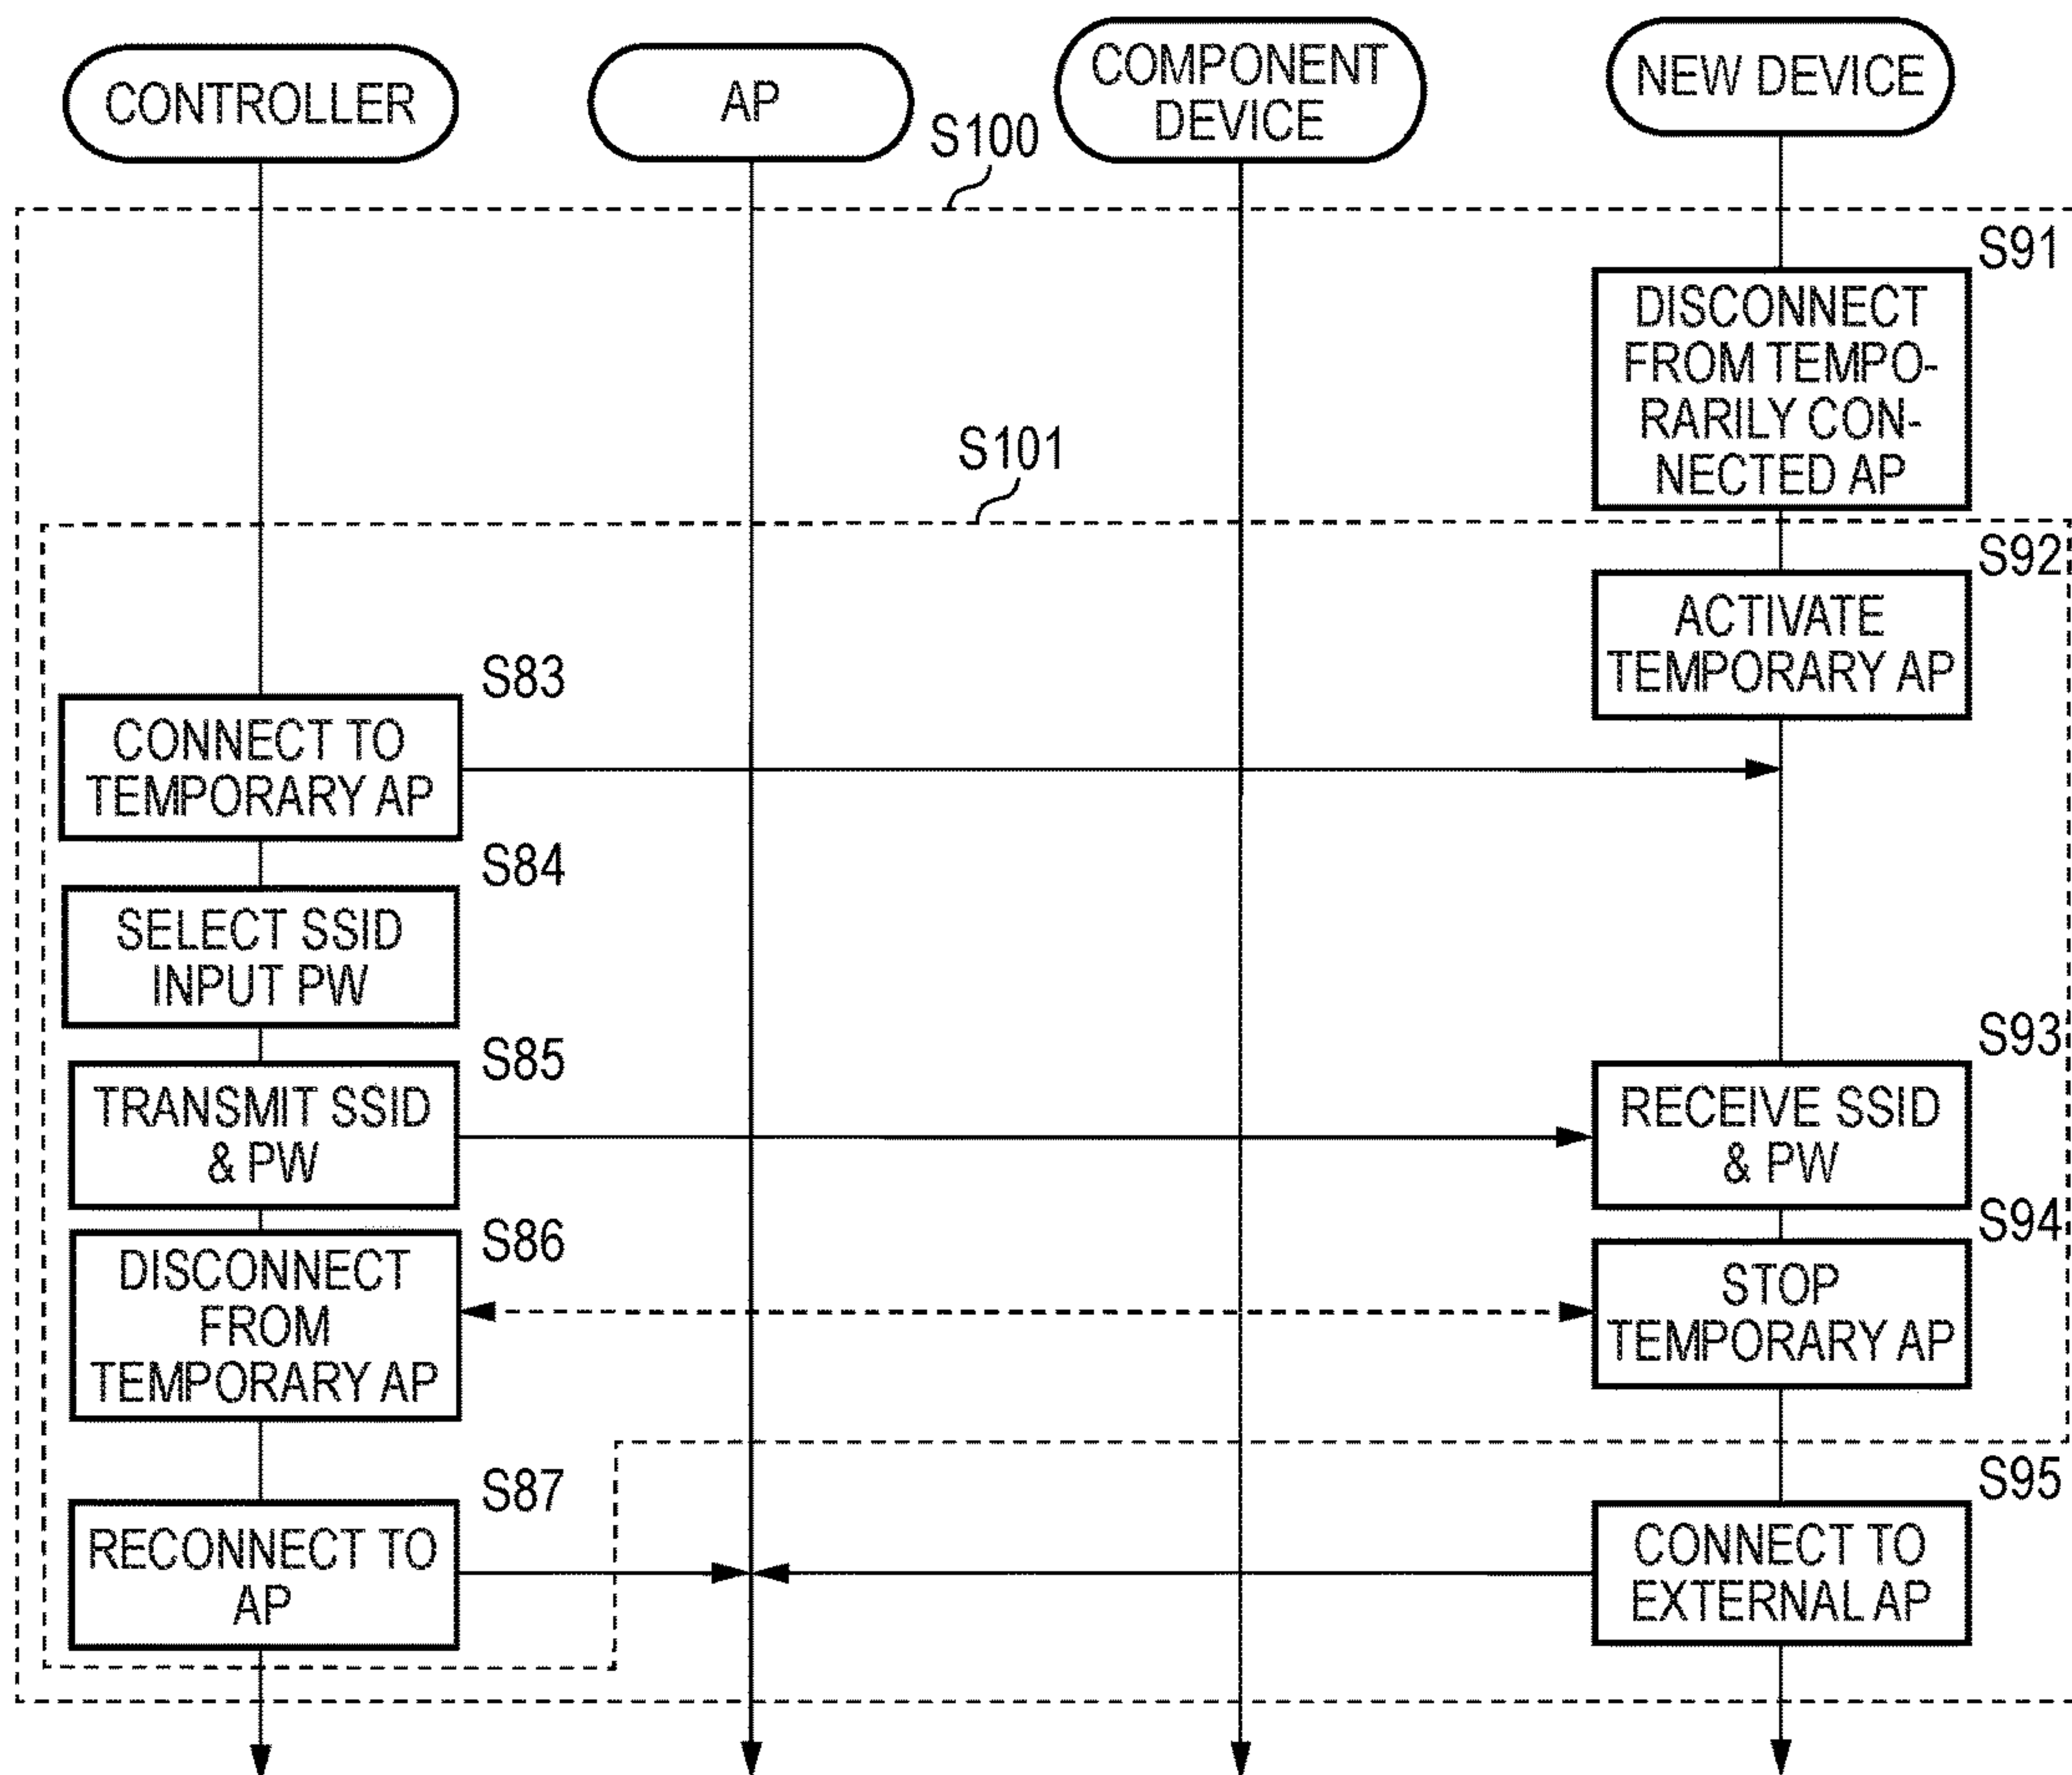 CONTROLLER
AP
COMPONENT
DEVICE
NEW DEVICE
S100
S91
DISCONNECT
FROM TEMPO-
RARILY CON-
NECTED AP
S101
S92
ACTIVATE
TEMPORARY AP
S83
CONNECT TO
TEMPORARY AP
S84
SELECT SSID
INPUT PW
S85
TRANSMIT SSID
& PW
S93
RECEIVE SSID
& PW
S86
DISCONNECT
FROM
TEMPORARY AP
S94
STOP
TEMPORARY AP
S87
RECONNECT TO
AP
S95
CONNECT TO
EXTERNAL AP